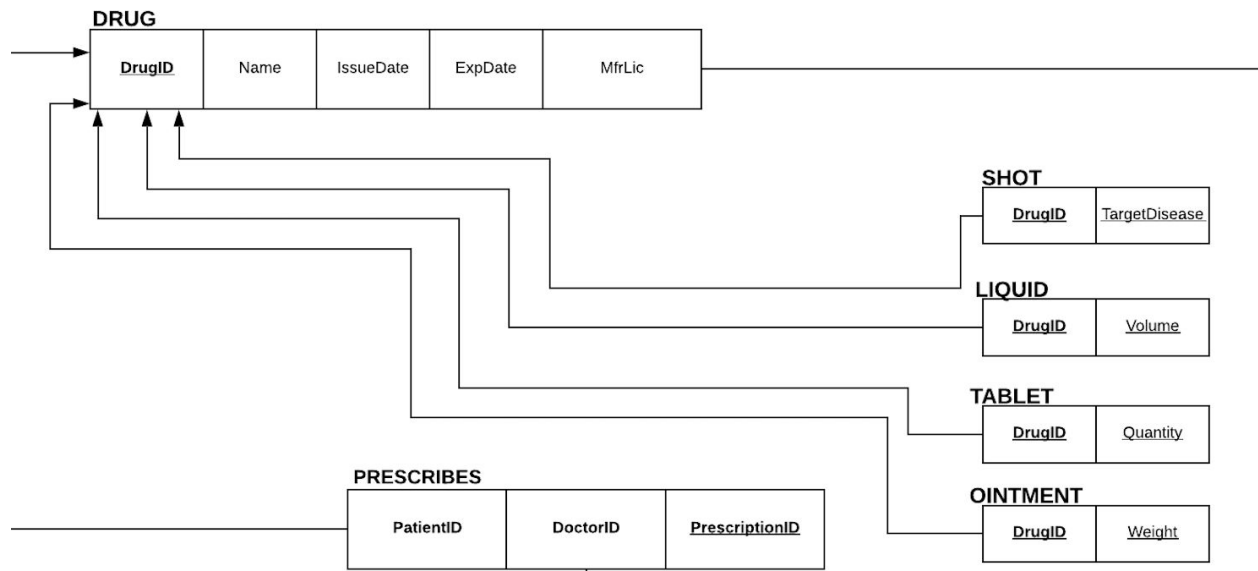 DRUG
DrugID Name IssueDate ExpDate MfrLic
SHOT
DrugID TargetDisease
LIQUID
DrugID Volume
TABLET
DrugID Quantity
PRESCRIBES
PatientID DoctorID PrescriptionID
OINTMENT
DrugID Weight